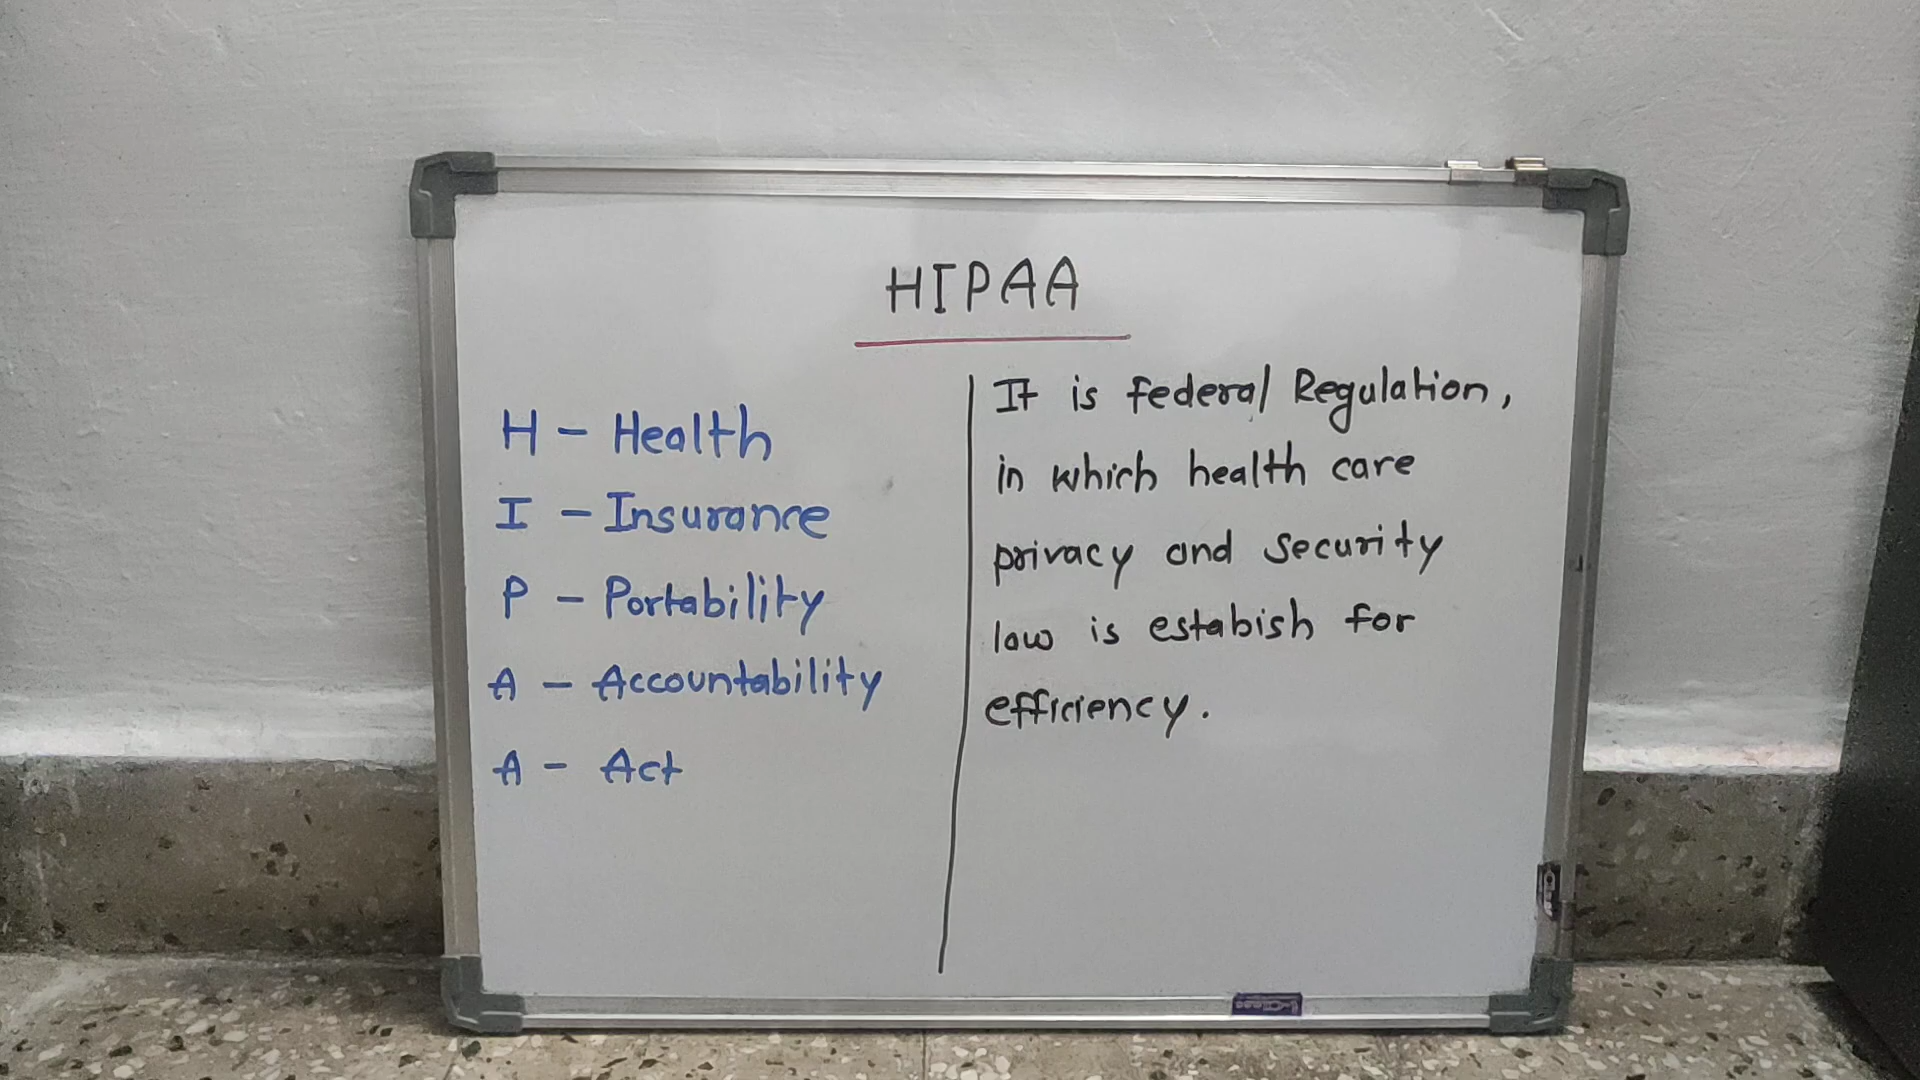 HIPAA
H - Health
I - Insurance
P - Portability
A - Accountability
A - Act
It is federal Regulation,
in which health care
privacy and security
law is estabish for
efficiency.